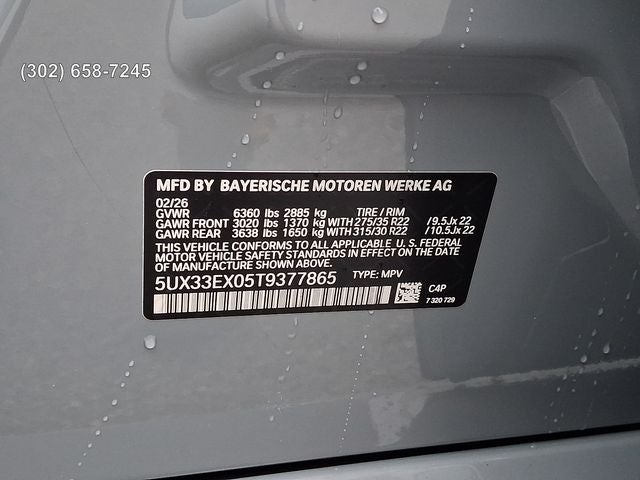 (302) 658-7245
MFD BY BAYERISCHE MOTOREN WERKE AG
02/26
GVWR 6360 lbs 2885 kg TIRE / RIM
GAWR FRONT 3020 lbs 1370 kg WITH 275/35 R22 / 9.5Jx 22
GAWR REAR 3638 lbs 1650 kg WITH 315/30 R22 / 10.5Jx 22
THIS VEHICLE CONFORMS TO ALL APPLICABLE U. S. FEDERAL
MOTOR VEHICLE SAFETY STANDARDS IN EFFECT ON THE DATE
OF MANUFACTURE SHOWN ABOVE.
5UX33EX05T9377865 TYPE: MPV
C4P
7 320 729